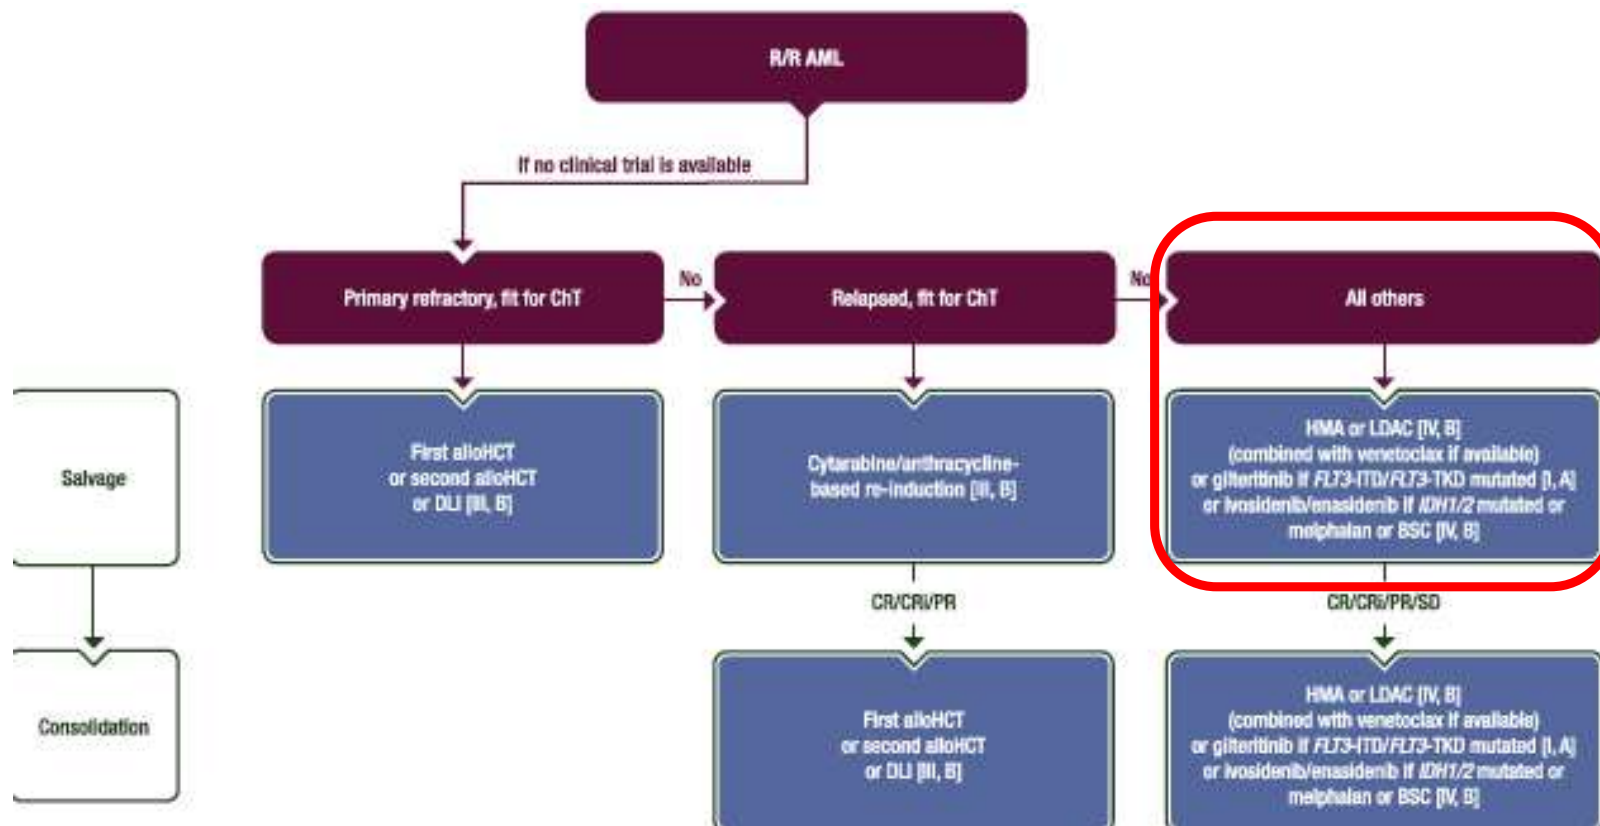 R/R AML
If no clinical trial is available
Primary refractory, fit for ChT
No
Relapsed, fit for ChT
No
All others
Salvage
First alloHCT
or second alloHCT
or DLI [III, B]
Cytarabine/anthracycline-
based re-induction [III, B]
HMA or LDAC [IV, B]
(combined with venetoclax if available)
or gilteritinib if FLT3-ITD/FLT3-TKD mutated [I, A]
or ivosidenib/enasidenib if IDH1/2 mutated or
melphalan or BSC [IV, B]
CR/CRi/PR
CR/CRi/PR/SD
Consolidation
First alloHCT
or second alloHCT
or DLI [III, B]
HMA or LDAC [IV, B]
(combined with venetoclax if available)
or gilteritinib if FLT3-ITD/FLT3-TKD mutated [I, A]
or ivosidenib/enasidenib if IDH1/2 mutated or
melphalan or BSC [IV, B]